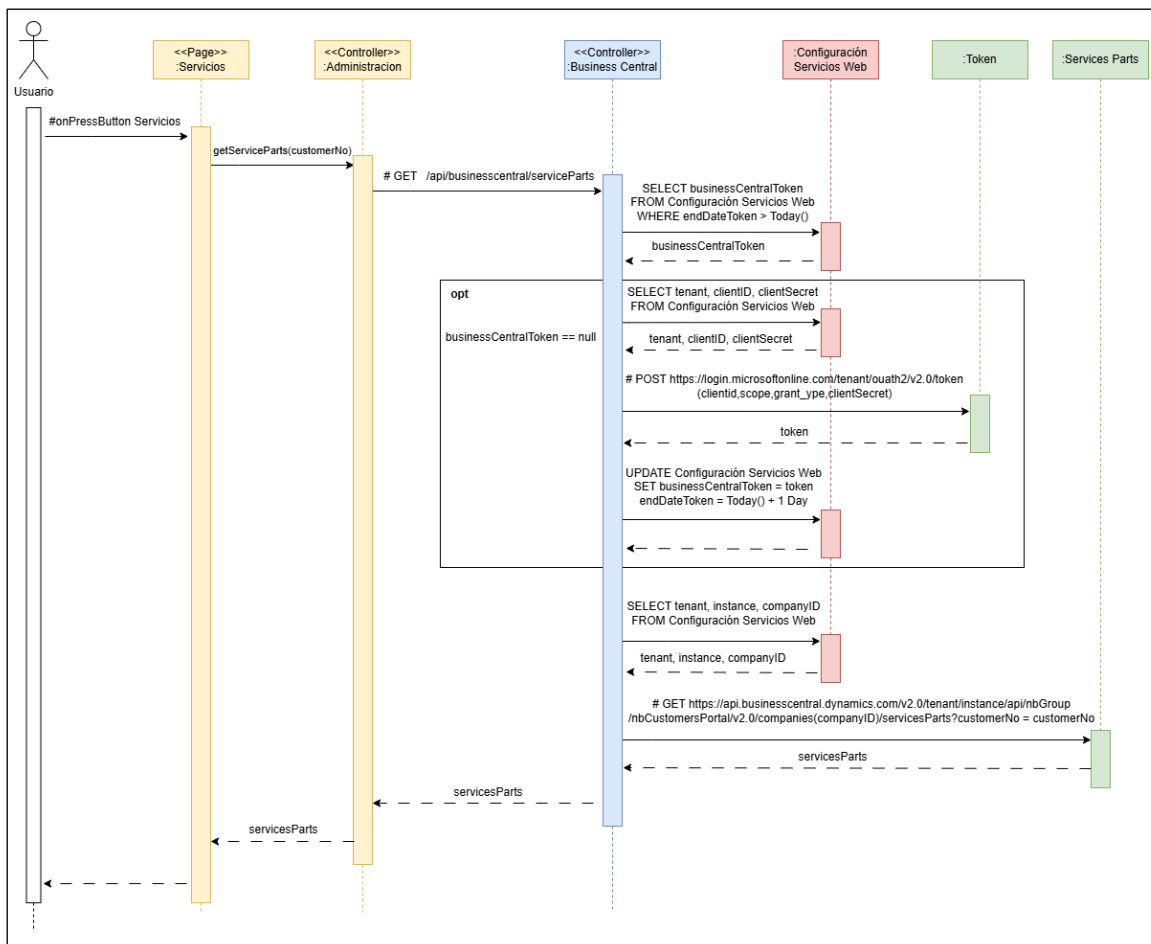 <<Page>>
:Servicios
<<Controller>>
:Administracion
<<Controller>>
:Business Central
:Configuración
Servicios Web
:Token
:Services Parts
Usuario
#onPressButton Servicios
getServiceParts(customerNo)
# GET /api/businesscentral/serviceParts
SELECT businessCentralToken
FROM Configuración Servicios Web
WHERE endDateToken > Today()
businessCentralToken
opt
businessCentralToken == null
SELECT tenant, clientID, clientSecret
FROM Configuración Servicios Web
tenant, clientID, clientSecret
# POST https://login.microsoftonline.com/tenant/ouath2/v2.0/token
(clientid,scope,grant_ype,clientSecret)
token
UPDATE Configuración Servicios Web
SET businessCentralToken = token
endDateToken = Today() + 1 Day
SELECT tenant, instance, companyID
FROM Configuración Servicios Web
tenant, instance, companyID
# GET https://api.businesscentral.dynamics.com/v2.0/tenant/instance/api/nbGroup
/nbCustomersPortal/v2.0/companies(companyID)/servicesParts?customerNo = customerNo
servicesParts
servicesParts
servicesParts